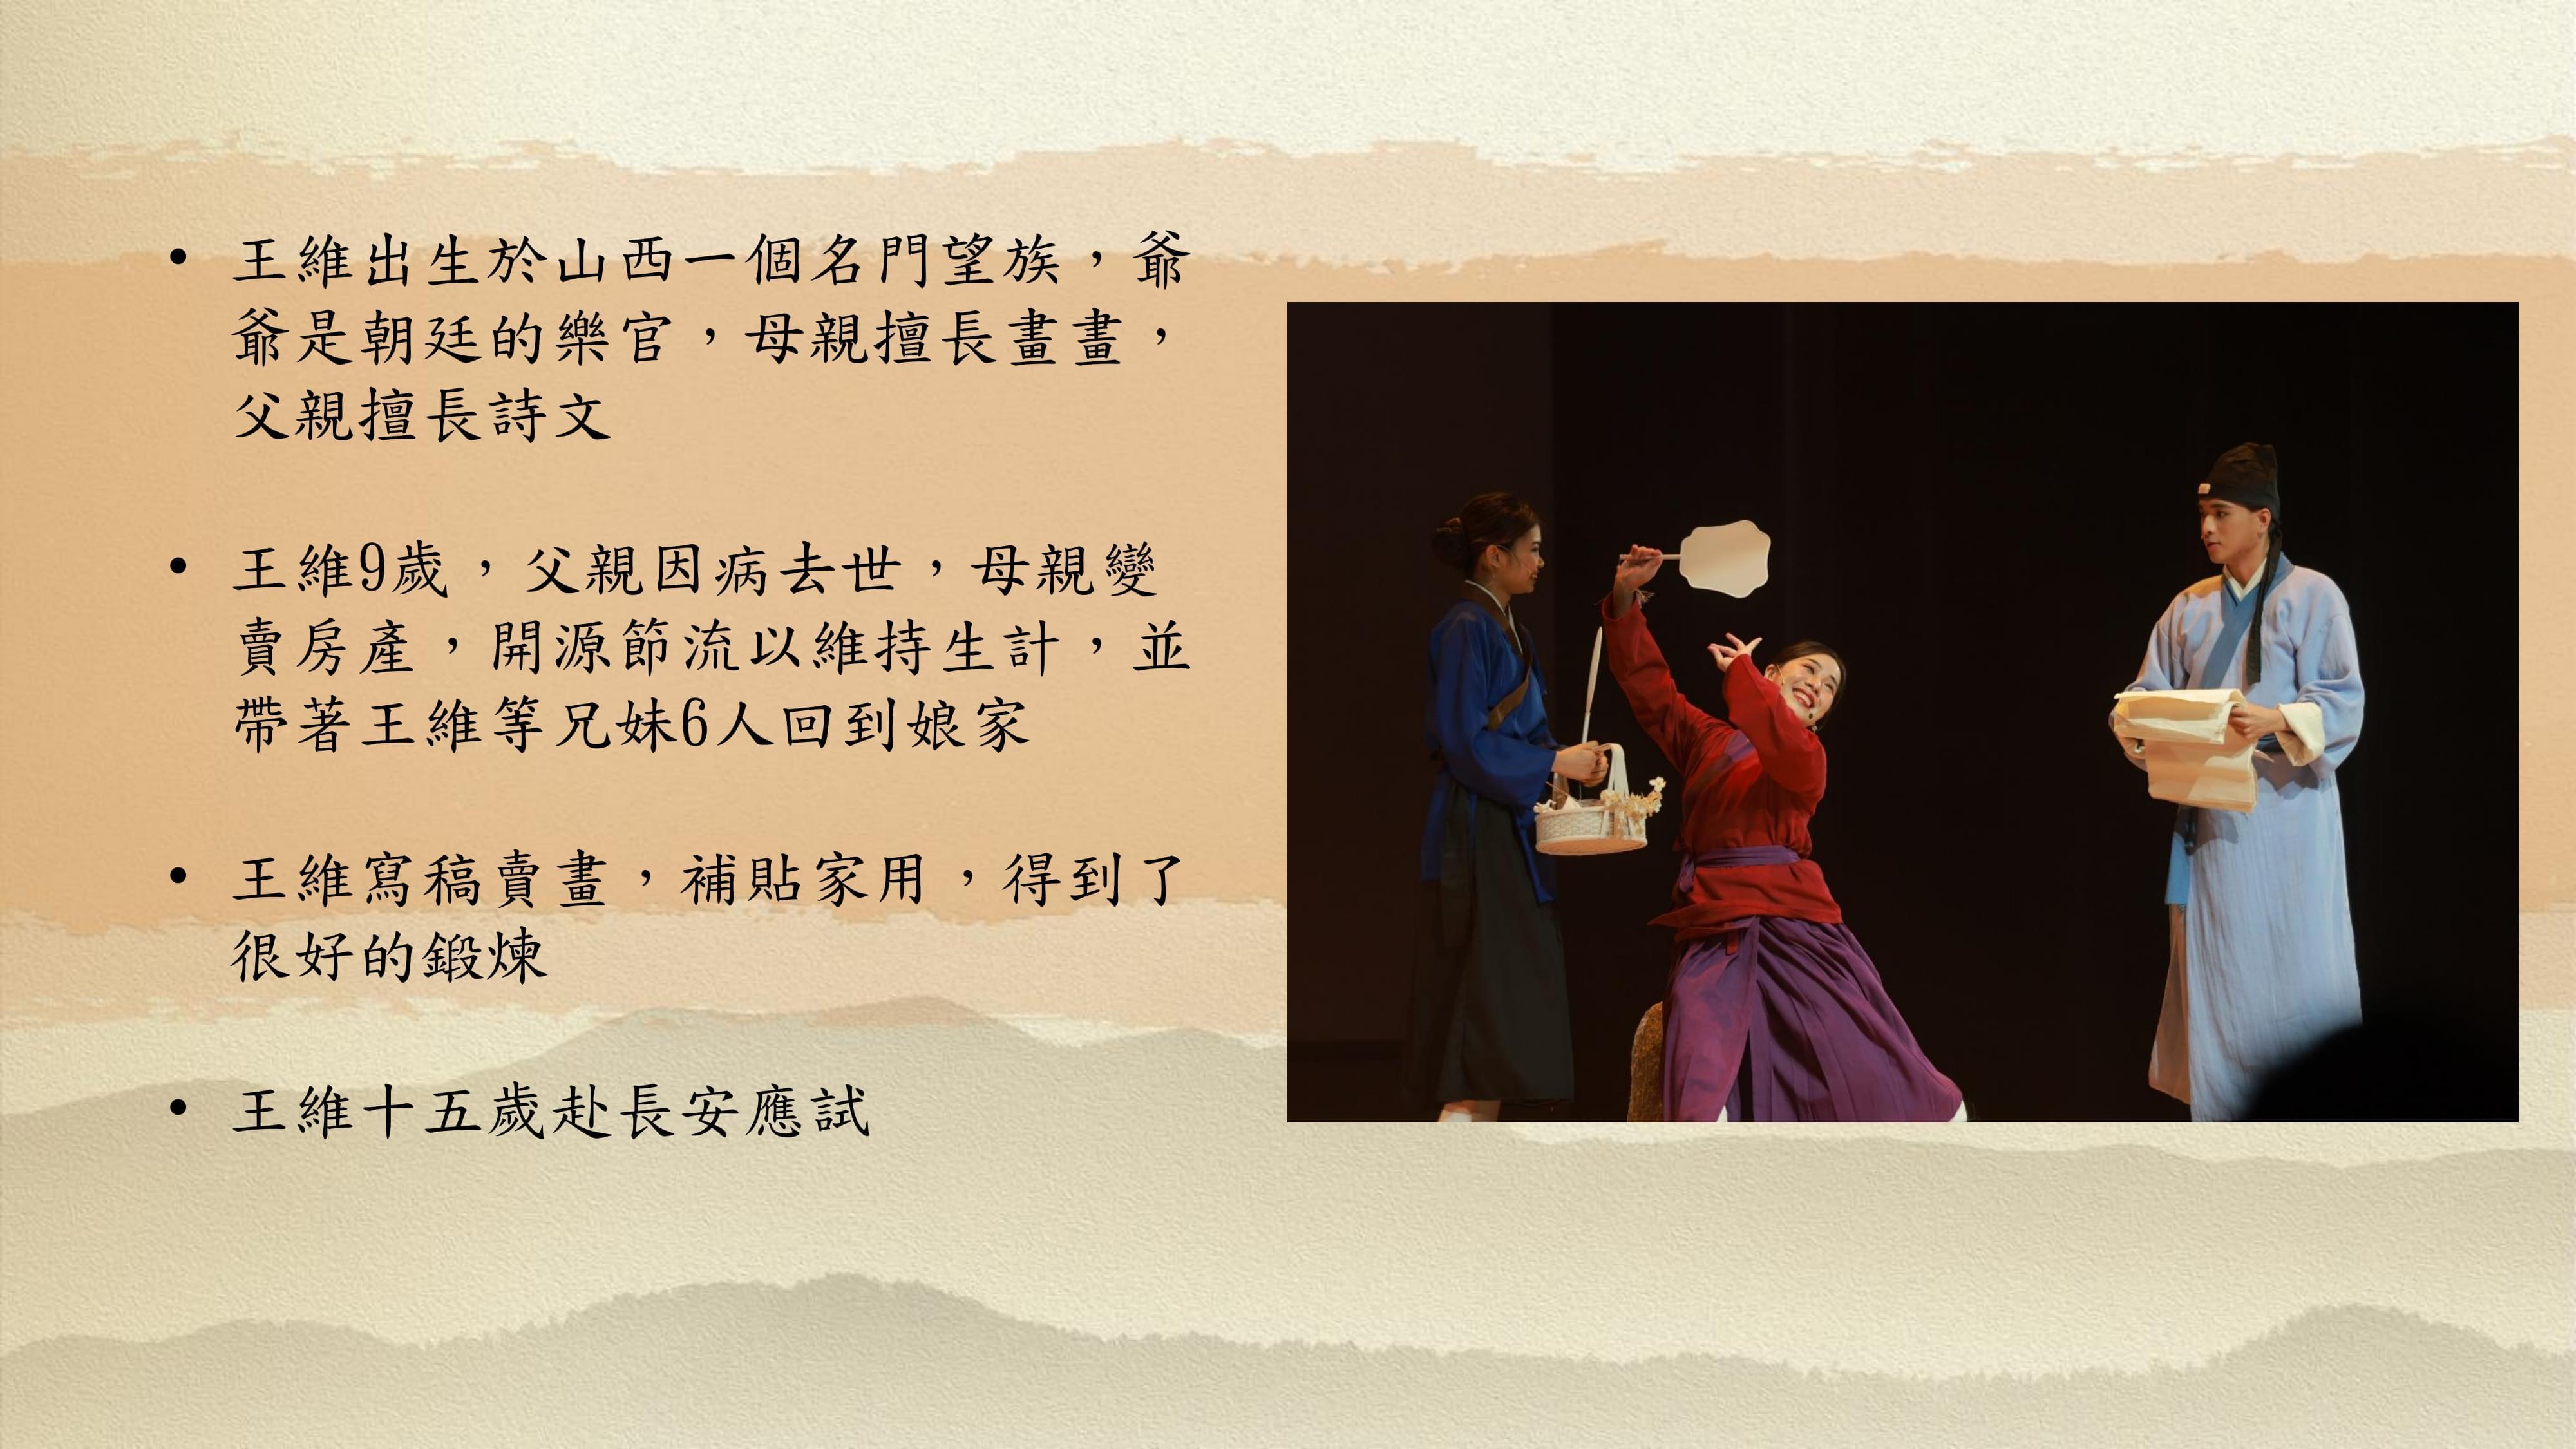 • 王維出生於山西一個名門望族，爺
爺是朝廷的樂官，母親擅長畫畫，
父親擅長詩文
• 王維9歲，父親因病去世，母親變
賣房產，開源節流以維持生計，並
帶著王維等兄妹6人回到娘家
• 王維寫稿賣畫，補貼家用，得到了
很好的鍛煉
• 王維十五歲赴長安應試